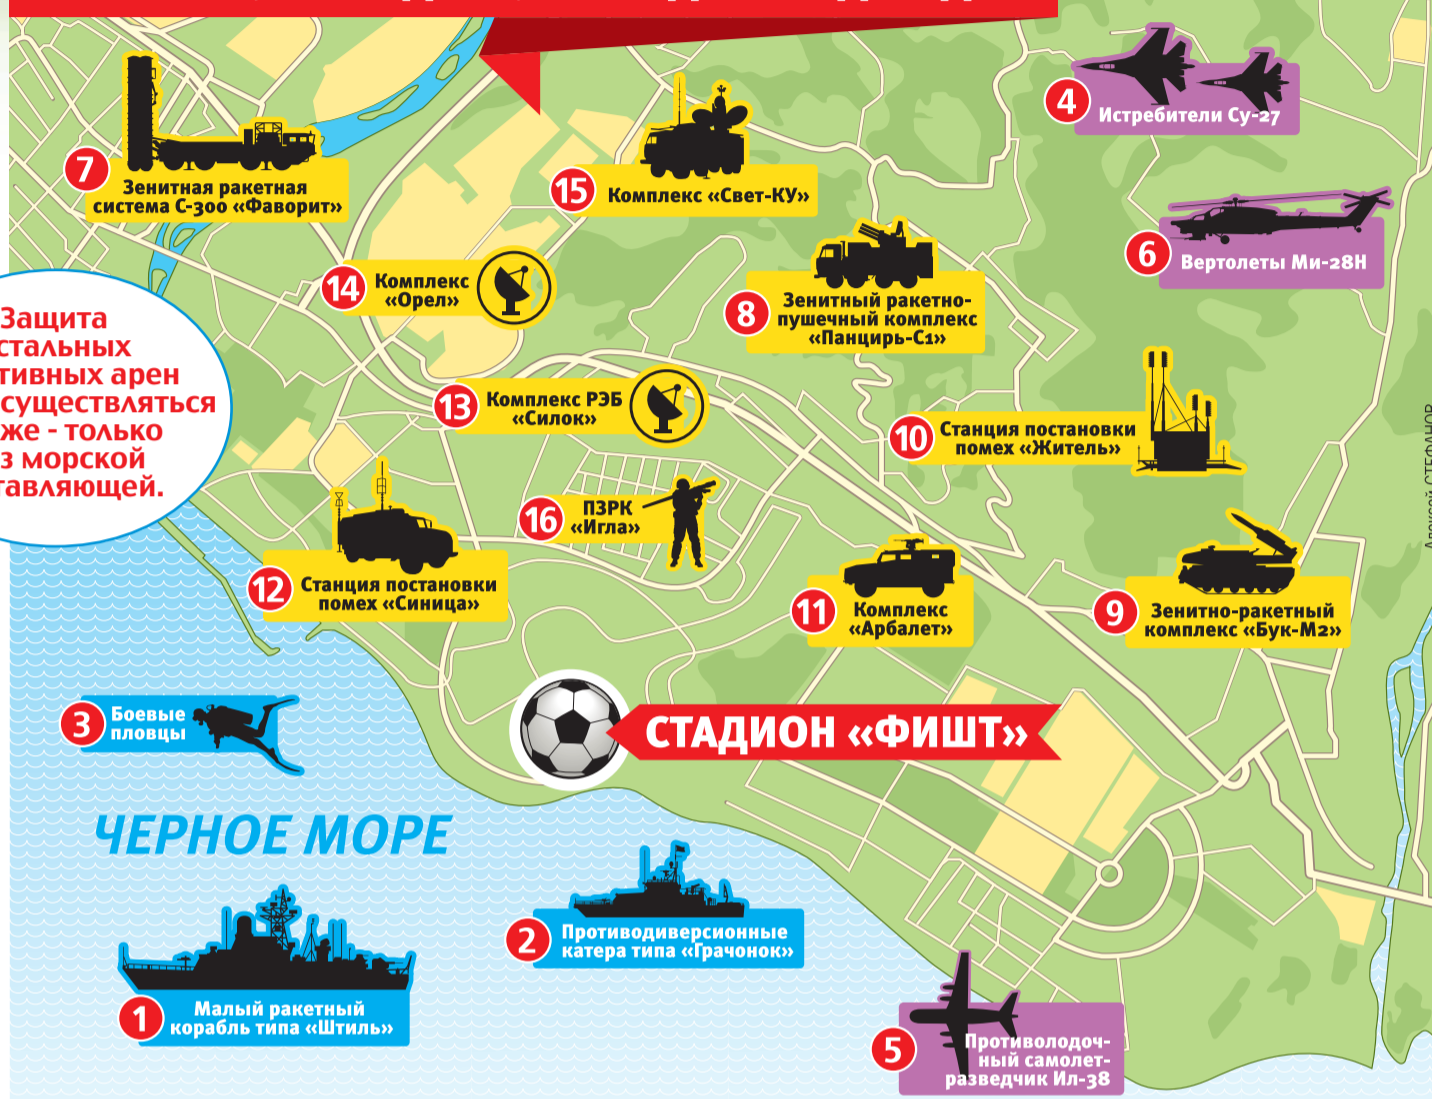 4
Истребители Су-27
7
Зенитная ракетная
система С-300 «Фаворит»
15
Комплекс «Свет-КУ»
6
Вертолеты Ми-28Н
14
Комплекс
«Орел»
8
Зенитный ракетно-
пушечный комплекс
«Панцирь-С1»
Защита
стальных
тивных арен
существляться
же - только
з морской
тавляющей.
13
Комплекс РЭБ
«Силок»
10
Станция постановки
помех «Житель»
Алексей СТЕФАНОВ
16
ПЗРК
«Игла»
12
Станция постановки
помех «Синица»
11
Комплекс
«Арбалет»
9
Зенитно-ракетный
комплекс «Бук-М2»
3
Боевые
пловцы
СТАДИОН «ФИШТ»
ЧЕРНОЕ МОРЕ
2
Противодиверсионные
катера типа «Грачонок»
1
Малый ракетный
корабль типа «Штиль»
5
Противолодоч-
ный самолет-
разведчик Ил-38